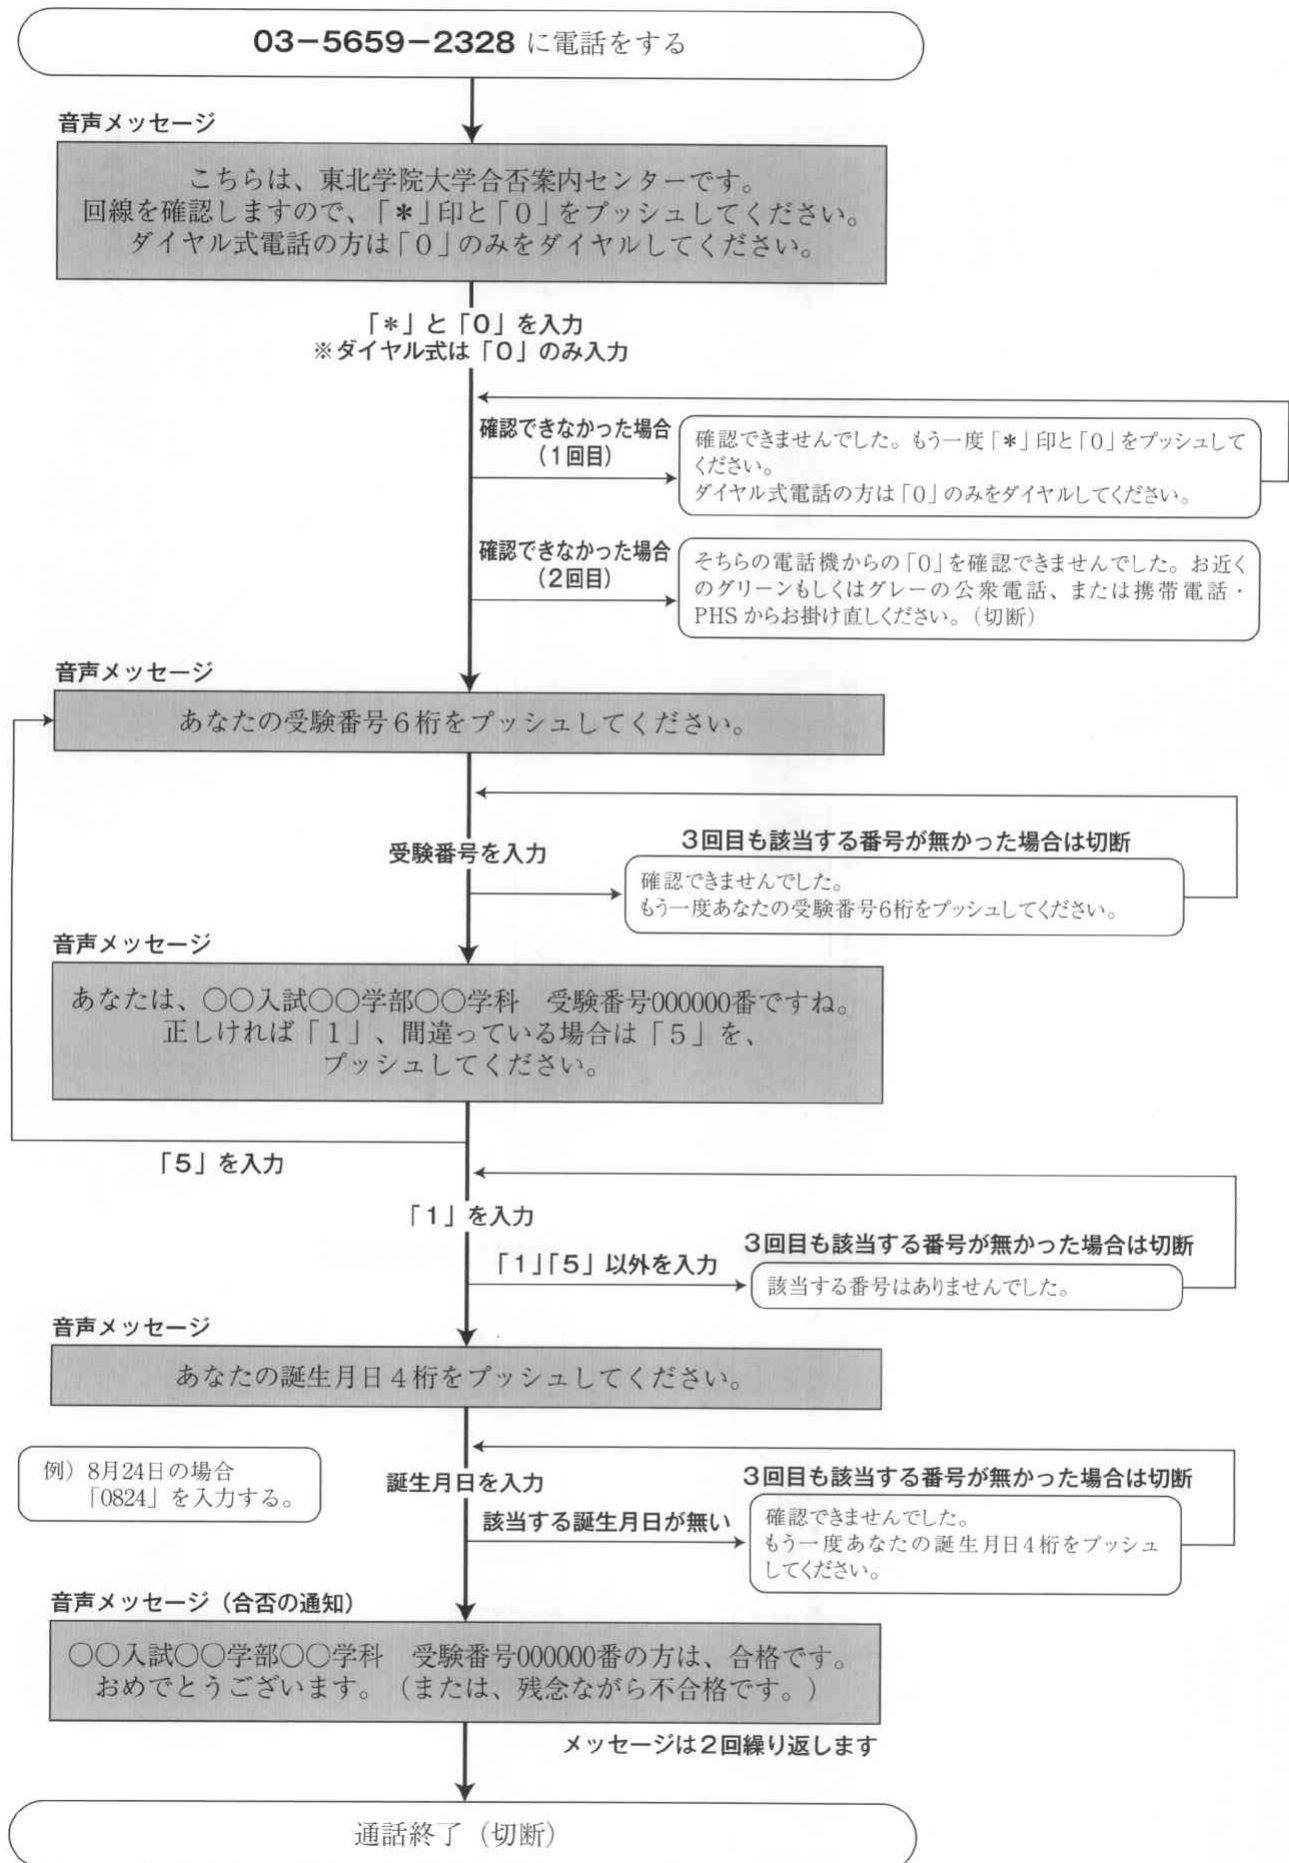 03-5659-2328 に電話をする
音声メッセージ
こちらは、東北学院大学合否案内センターです。
回線を確認しますので、「*」印と「0」をプッシュしてください。
ダイヤル式電話の方は「0」のみをダイヤルしてください。
「*」と「0」を入力
※ダイヤル式は「0」のみ入力
確認できなかった場合
(1回目)
確認できませんでした。もう一度「*」印と「0」をプッシュして
ください。
ダイヤル式電話の方は「0」のみをダイヤルしてください。
確認できなかった場合
(2回目)
そちらの電話機からの「0」を確認できませんでした。お近く
のグリーンもしくはグレーの公衆電話、または携帯電話・
PHSからお掛け直しください。(切断)
音声メッセージ
あなたの受験番号6桁をプッシュしてください。
受験番号を入力
3回目も該当する番号が無かった場合は切断
確認できませんでした。
もう一度あなたの受験番号6桁をプッシュしてください。
音声メッセージ
あなたは、〇〇入試〇〇学部〇〇学科 受験番号000000番ですね。
正しければ「1」、間違っている場合は「5」を、
プッシュしてください。
「5」を入力
「1」を入力
「1」「5」以外を入力
3回目も該当する番号が無かった場合は切断
該当する番号はありませんでした。
音声メッセージ
あなたの誕生月日4桁をプッシュしてください。
例) 8月24日の場合
「0824」を入力する。
誕生月日を入力
該当する誕生月日が無い
3回目も該当する番号が無かった場合は切断
確認できませんでした。
もう一度あなたの誕生月日4桁をプッシュ
してください。
音声メッセージ(合否の通知)
〇〇入試〇〇学部〇〇学科 受験番号000000番の方は、合格です。
おめでとうございます。(または、残念ながら不合格です。)
メッセージは2回繰り返します
通話終了(切断)